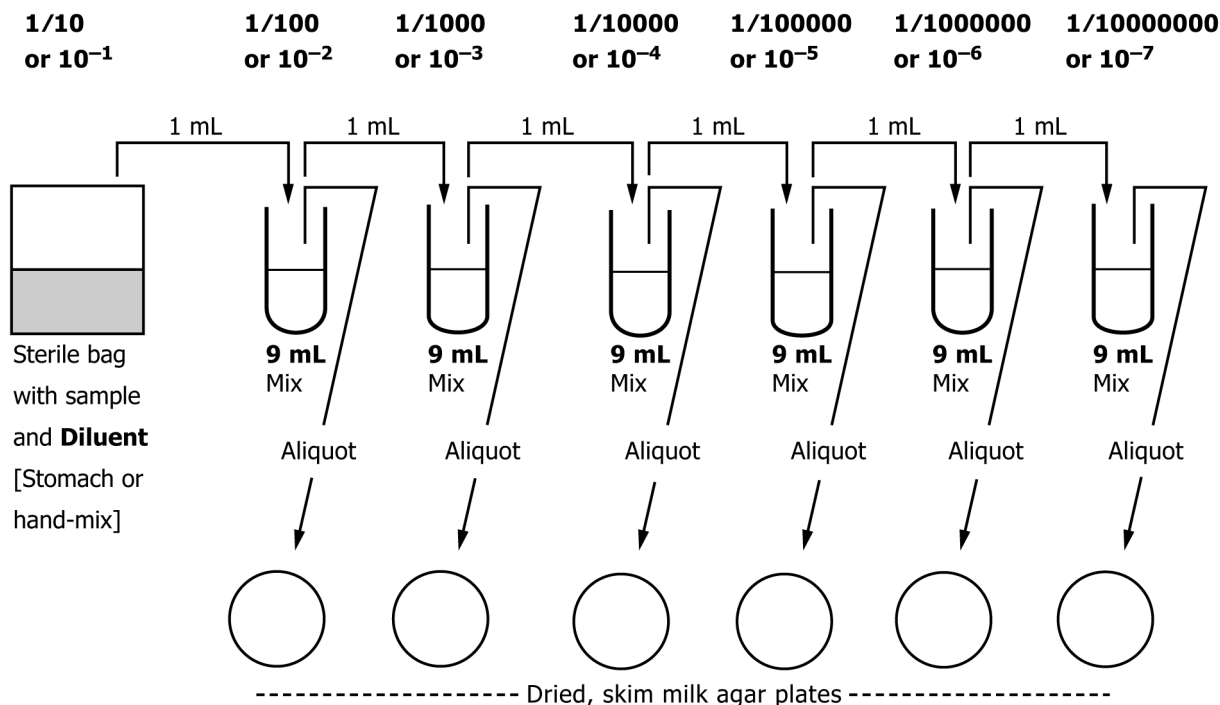 1/10 1/100 1/1000 1/10000 1/100000 1/1000000 1/10000000
or 10⁻¹ or 10⁻² or 10⁻³ or 10⁻⁴ or 10⁻⁵ or 10⁻⁶ or 10⁻⁷
1 mL 1 mL 1 mL 1 mL 1 mL 1 mL
Sterile bag
with sample
and Diluent
[Stomach or
hand-mix]
9 mL 9 mL 9 mL 9 mL 9 mL 9 mL
Mix Mix Mix Mix Mix Mix
Aliquot Aliquot Aliquot Aliquot Aliquot Aliquot
Dried, skim milk agar plates